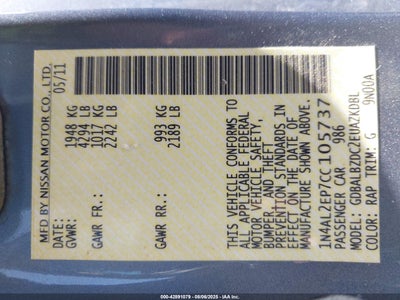 MFD BY NISSAN MOTOR CO., LTD.
05/11
GVWR: 1948 KG
4294 LB
GAWR FR: 1017 KG
2242 LB
GAWR RR: 993 KG
2189 LB
THIS VEHICLE CONFORMS TO
ALL APPLICABLE FEDERAL
MOTOR VEHICLE SAFETY,
BUMPER, AND THEFT
PREVENTION STANDARDS IN
EFFECT ON THE DATE OF
MANUFACTURE SHOWN ABOVE.
1N4AL2EP7CC105737
PASSENGER CAR 986
MODEL: GDBALBZDC2EUAZKDBL
COLOR: RAP TRIM: G 9N00A
000-42891079 - 08/06/2025 - IAA Inc.